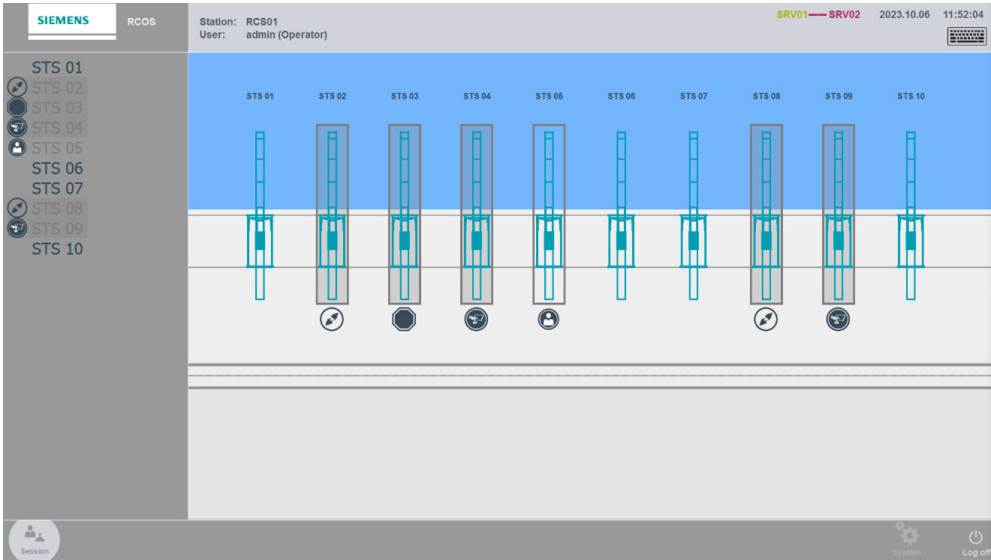 SIEMENS
RCOS
Station: RCS01
User: admin (Operator)
SRV01 SRV02
2023.10.06 11:52:04
STS 01
STS 02
STS 03
STS 04
STS 05
STS 06
STS 07
STS 08
STS 09
STS 10
STS 01 STS 02 STS 03 STS 04 STS 05 STS 06 STS 07 STS 08 STS 09 STS 10
Session
System
Log off